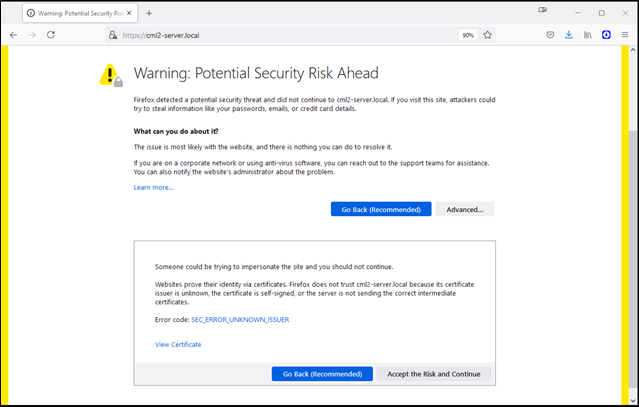 Warning: Potential Security Risk
https://cml2-server.local
90%
Warning: Potential Security Risk Ahead
Firefox detected a potential security threat and did not continue to cml2-server.local. If you visit this site, attackers could
try to steal information like your passwords, emails, or credit card details.
What can you do about it?
The issue is most likely with the website, and there is nothing you can do to resolve it.
If you are on a corporate network or using anti-virus software, you can reach out to the support teams for assistance.
You can also notify the website's administrator about the problem.
Learn more...
Go Back (Recommended)
Advanced...
Someone could be trying to impersonate the site and you should not continue.
Websites prove their identity via certificates. Firefox does not trust cml2-server.local because its certificate
issuer is unknown, the certificate is self-signed, or the server is not sending the correct intermediate
certificates.
Error code: SEC_ERROR_UNKNOWN_ISSUER
View Certificate
Go Back (Recommended)
Accept the Risk and Continue